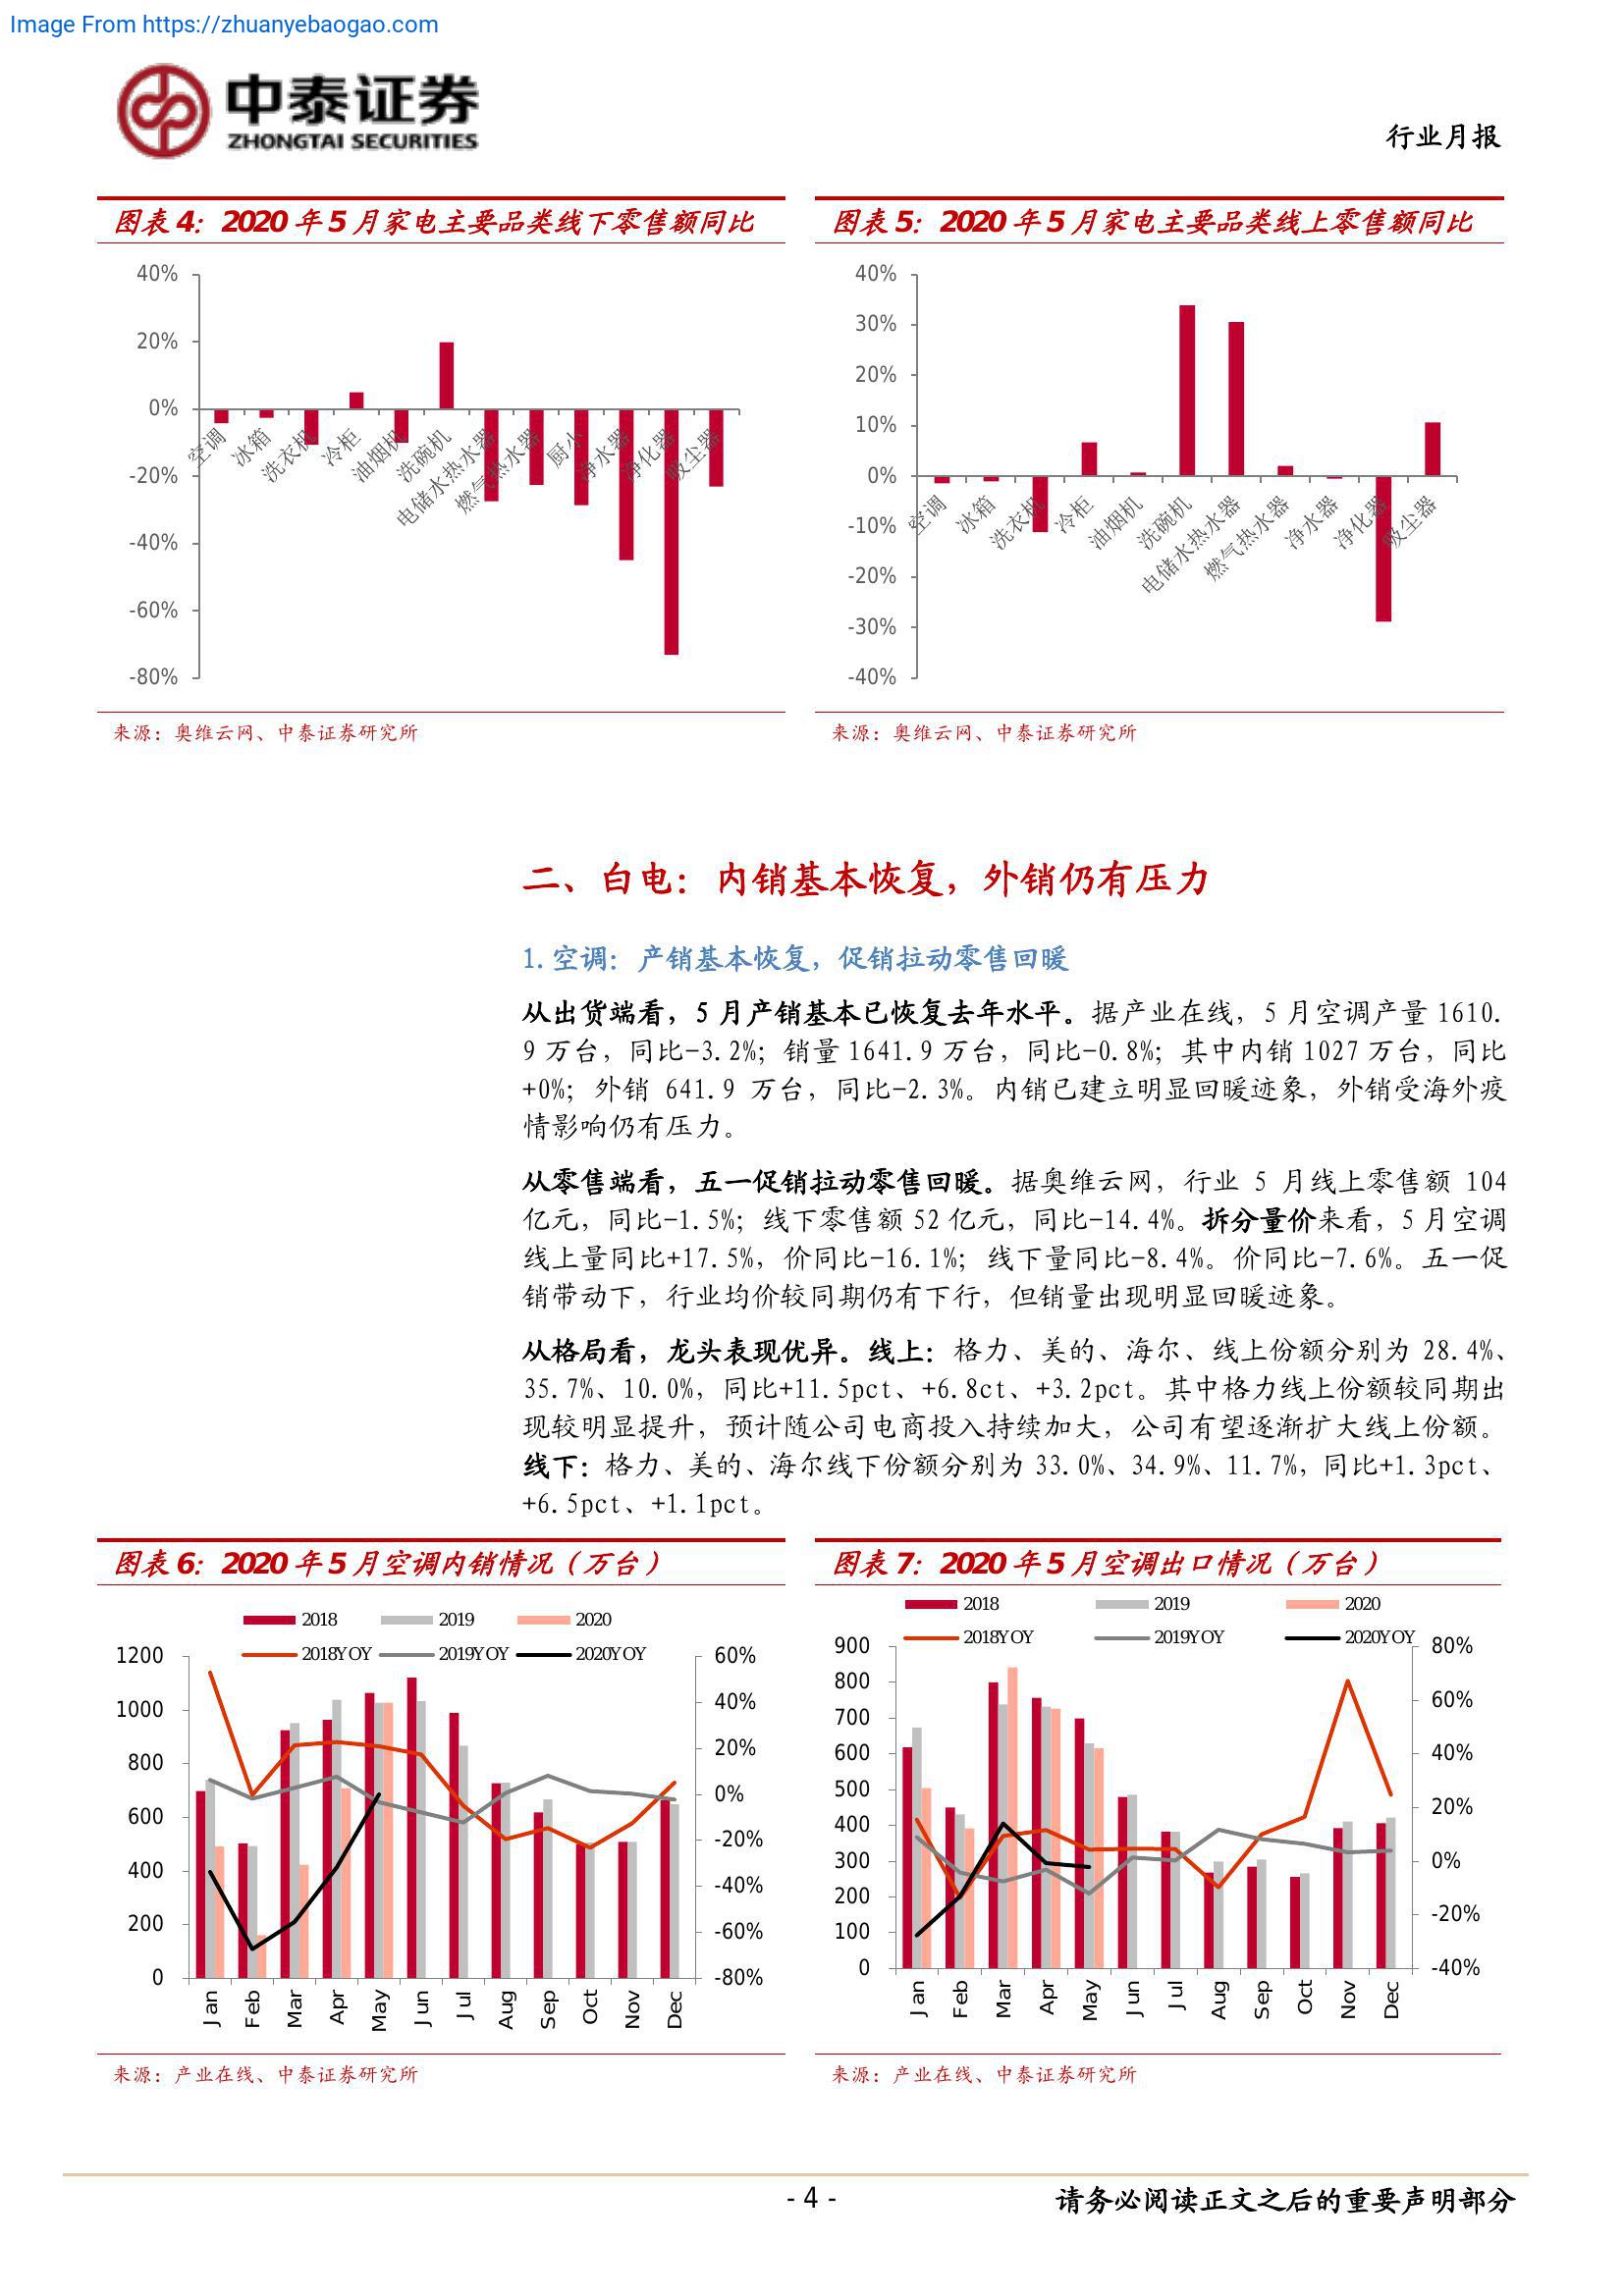 Image From https://zhuanyebaogao.com
中泰证券
ZHONGTAI SECURITIES
行业月报
图表 4：2020 年 5 月家电主要品类线下零售额同比
40%
20%
0%
-20%
-40%
-60%
-80%
空调 冰箱 洗衣机 冷柜 油烟机 洗碗机 电储水热水器 燃气热水器 厨小 净水器 净化器 吸尘器
来源：奥维云网、中泰证券研究所
图表 5：2020 年 5 月家电主要品类线上零售额同比
40%
30%
20%
10%
0%
-10%
-20%
-30%
-40%
空调 冰箱 洗衣机 冷柜 油烟机 洗碗机 电储水热水器 燃气热水器 净水器 净化器 吸尘器
来源：奥维云网、中泰证券研究所
二、白电：内销基本恢复，外销仍有压力
1.空调：产销基本恢复，促销拉动零售回暖
从出货端看，5 月产销基本已恢复去年水平。据产业在线，5 月空调产量 1610.
9 万台，同比-3.2%；销量 1641.9 万台，同比-0.8%；其中内销 1027 万台，同比
+0%；外销 641.9 万台，同比-2.3%。内销已建立明显回暖迹象，外销受海外疫
情影响仍有压力。
从零售端看，五一促销拉动零售回暖。据奥维云网，行业 5 月线上零售额 104
亿元，同比-1.5%；线下零售额 52 亿元，同比-14.4%。拆分量价来看，5 月空调
线上量同比+17.5%，价同比-16.1%；线下量同比-8.4%。价同比-7.6%。五一促
销带动下，行业均价较同期仍有下行，但销量出现明显回暖迹象。
从格局看，龙头表现优异。线上：格力、美的、海尔、线上份额分别为 28.4%、
35.7%、10.0%，同比+11.5pct、+6.8ct、+3.2pct。其中格力线上份额较同期出
现较明显提升，预计随公司电商投入持续加大，公司有望逐渐扩大线上份额。
线下：格力、美的、海尔线下份额分别为 33.0%、34.9%、11.7%，同比+1.3pct、
+6.5pct、+1.1pct。
图表 6：2020 年 5 月空调内销情况（万台）
2018 2019 2020
2018YOY 2019YOY 2020YOY
1200
1000
800
600
400
200
0
60%
40%
20%
0%
-20%
-40%
-60%
-80%
Jan Feb Mar Apr May Jun Jul Aug Sep Oct Nov Dec
来源：产业在线、中泰证券研究所
图表 7：2020 年 5 月空调出口情况（万台）
2018 2019 2020
2018YOY 2019YOY 2020YOY
900
800
700
600
500
400
300
200
100
0
80%
60%
40%
20%
0%
-20%
-40%
Jan Feb Mar Apr May Jun Jul Aug Sep Oct Nov Dec
来源：产业在线、中泰证券研究所
- 4 -
请务必阅读正文之后的重要声明部分